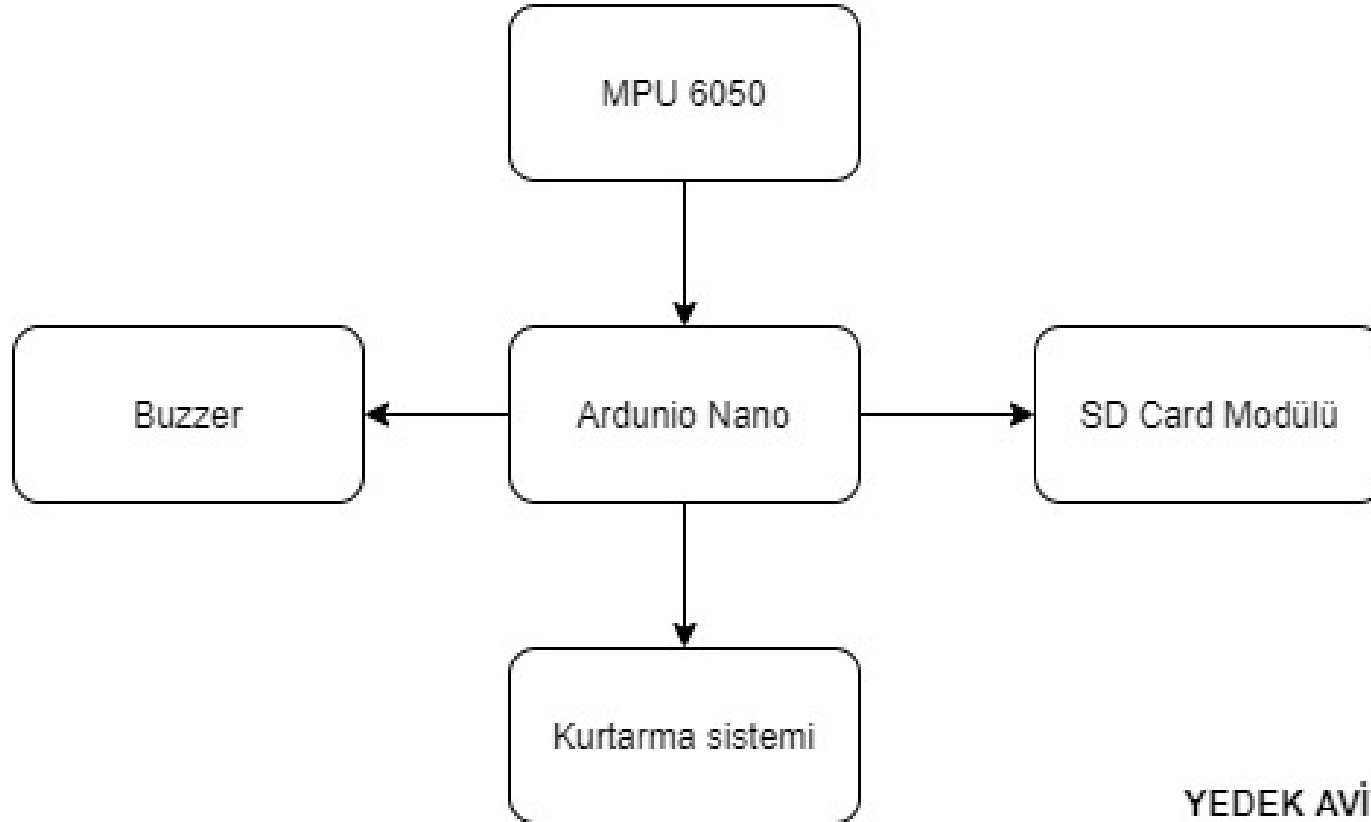 MPU 6050
Buzzer
Ardunio Nano
SD Card Modülü
Kurtarma sistemi
YEDEK AVİ